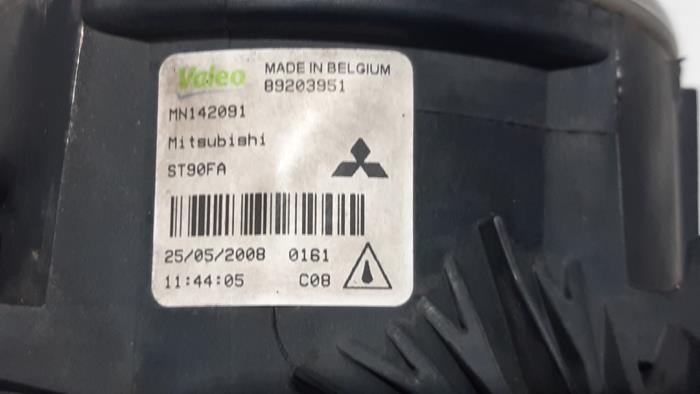 Valeo MADE IN BELGIUM
89203951
MN142091
Mitsubishi
ST90FA
25/05/2008 0161
11:44:05 C08